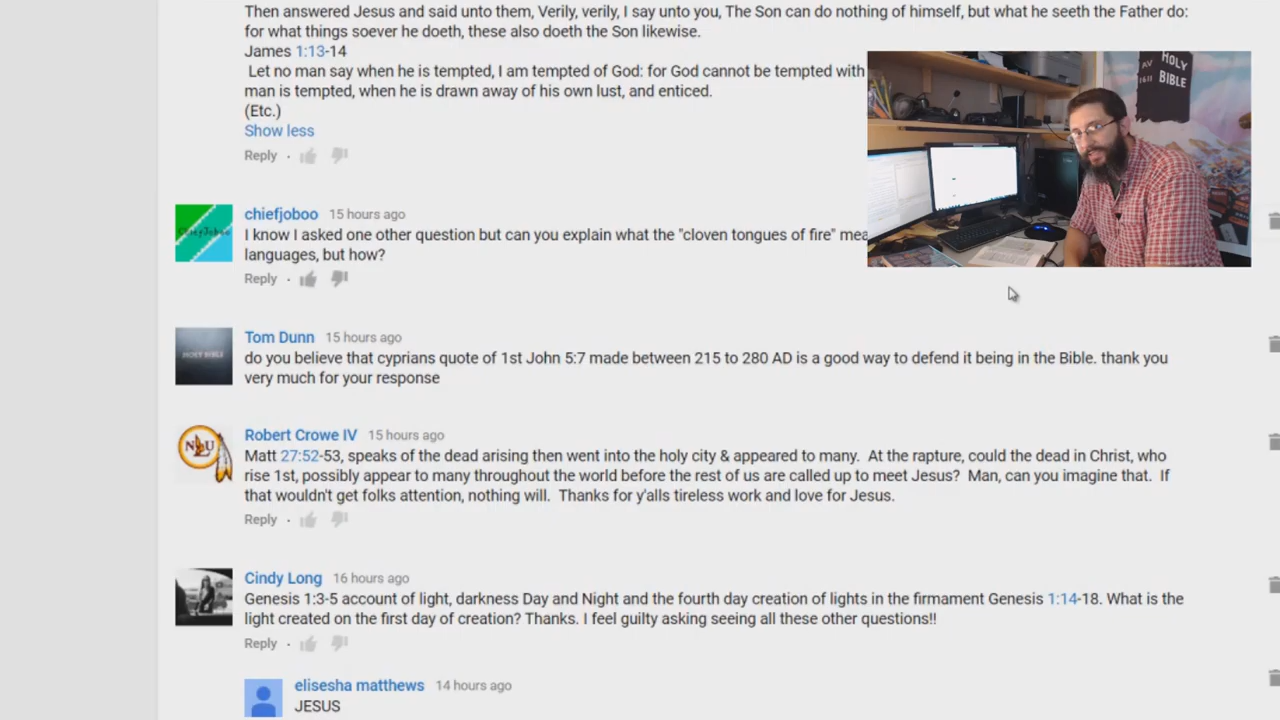 Then answered Jesus and said unto them, Verily, verily, I say unto you, The Son can do nothing of himself, but what he seeth the Father do:
for what things soever he doeth, these also doeth the Son likewise.
James 1:13-14
Let no man say when he is tempted, I am tempted of God: for God cannot be tempted with
man is tempted, when he is drawn away of his own lust, and enticed.
(Etc.)
Show less
Reply
AV
1611
HOLY
BIBLE
chiefjoboo 15 hours ago
I know I asked one other question but can you explain what the "cloven tongues of fire" mea
languages, but how?
Reply
Tom Dunn 15 hours ago
HOLY BIBLE
do you believe that cyprians quote of 1st John 5:7 made between 215 to 280 AD is a good way to defend it being in the Bible. thank you
very much for your response
Robert Crowe IV 15 hours ago
Matt 27:52-53, speaks of the dead arising then went into the holy city & appeared to many. At the rapture, could the dead in Christ, who
rise 1st, possibly appear to many throughout the world before the rest of us are called up to meet Jesus? Man, can you imagine that. If
that wouldn't get folks attention, nothing will. Thanks for y'alls tireless work and love for Jesus.
Reply
Cindy Long 16 hours ago
Genesis 1:3-5 account of light, darkness Day and Night and the fourth day creation of lights in the firmament Genesis 1:14-18. What is the
light created on the first day of creation? Thanks. I feel guilty asking seeing all these other questions!!
Reply
elisesha matthews 14 hours ago
JESUS